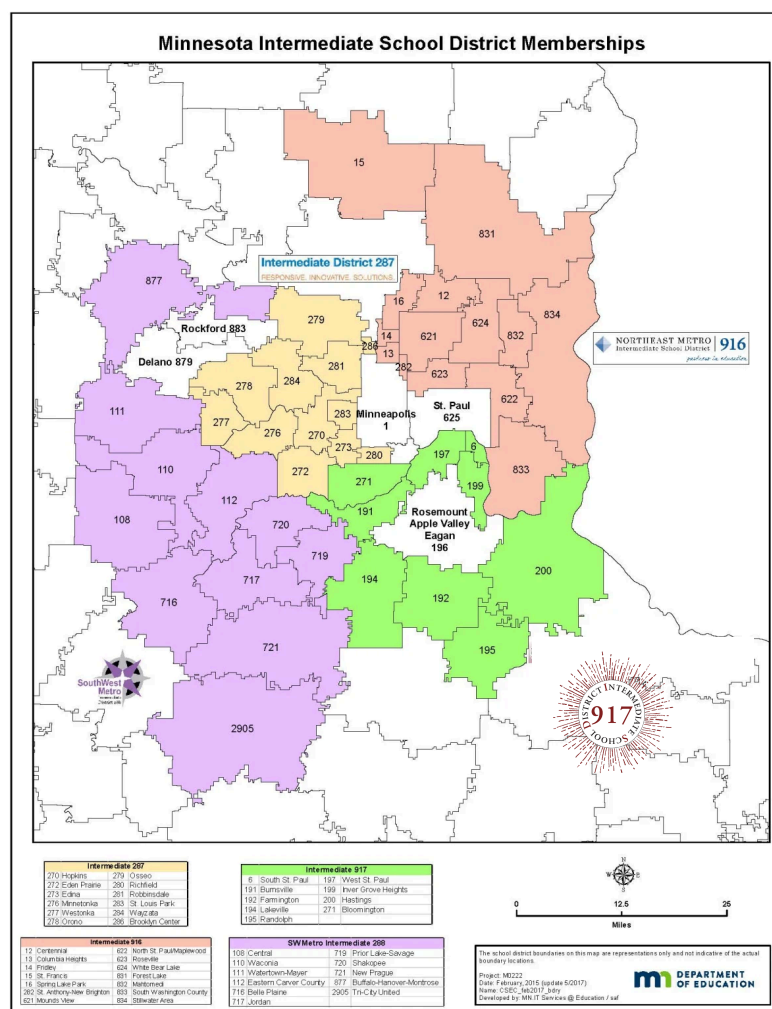 Minnesota Intermediate School District Memberships
15
831
877
Intermediate District 287
RESPONSIVE. INNOVATIVE. SOLUTIONS.
16
12
279
834
Rockford 883
14
621
624
832
NORTHEAST METRO
Intermediate School District
916
286
13
Delano 879
281
282
623
278
284
622
111
283
Minneapolis
1
St. Paul
625
277
276
270
273
280
197
6
833
110
272
271
199
112
191
108
720
Rosemount
Apple Valley
Eagan
196
719
200
717
194
192
716
721
195
SouthWest
Metro
DISTRICT INTERMEDIATE SCHOOL
917
2905
Intermediate 287
270 Hopkins 279 Osseo
272 Eden Prairie 280 Richfield
273 Edina 281 Robbinsdale
276 Minnetonka 283 St. Louis Park
277 Westonka 284 Wayzata
278 Orono 286 Brooklyn Center
Intermediate 917
6 South St. Paul 197 West St. Paul
191 Burnsville 199 Inver Grove Heights
192 Farmington 200 Hastings
194 Lakeville 271 Bloomington
195 Randolph
N
W E
S
0 12.5 25
Miles
Intermediate 916
12 Centennial 622 North St. Paul/Maplewood
13 Columbia Heights 623 Roseville
14 Fridley 624 White Bear Lake
15 St. Francis 831 Forest Lake
16 Spring Lake Park 832 Mahtomedi
282 St. Anthony-New Brighton 833 South Washington County
621 Mounds View 834 Stillwater Area
SW Metro Intermediate 288
108 Central 719 Prior Lake-Savage
110 Waconia 720 Shakopee
111 Watertown-Mayer 721 New Prague
112 Eastern Carver County 877 Buffalo-Hanover-Montrose
716 Belle Plaine 2905 Tri-City United
717 Jordan
The school district boundaries on this map are representations only and not indicative of the actual
boundary locations.
Project: M0222
Date: February, 2015 (update 5/2017)
Name: CSEC_feb2017_bdry
Developed by: MN.IT Services @ Education / saf
DEPARTMENT
OF EDUCATION